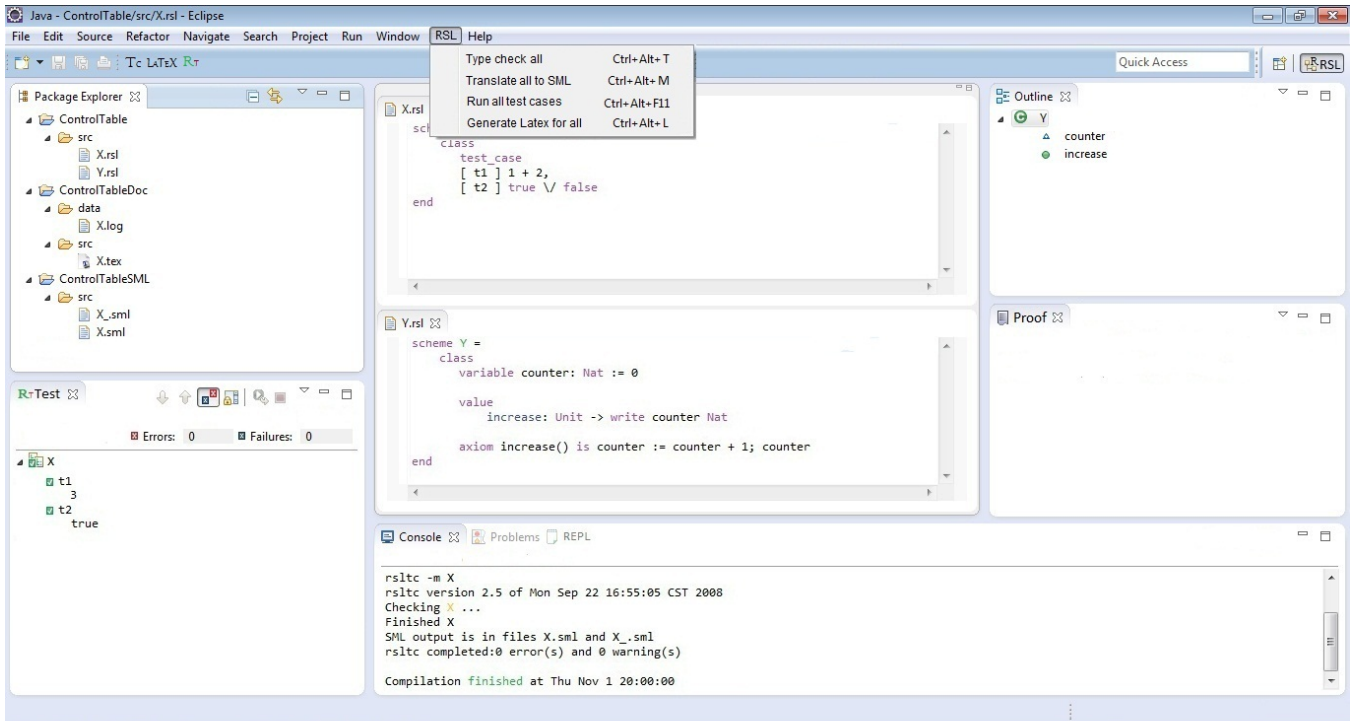 Java - ControlTable/src/X.rsl - Eclipse
File Edit Source Refactor Navigate Search Project Run Window RSL Help
Tc LATEX RT
Quick Access
RSL
Type check all Ctrl+Alt+T
Translate all to SML Ctrl+Alt+M
Run all test cases Ctrl+Alt+F11
Generate Latex for all Ctrl+Alt+L
Package Explorer
ControlTable
src
X.rsl
Y.rsl
ControlTableDoc
data
X.log
src
X.tex
ControlTableSML
src
X_.sml
X.sml
RT Test
Errors: 0 Failures: 0
X
t1
3
t2
true
X.rsl
class
test_case
[ t1 ] 1 + 2,
[ t2 ] true \/ false
end
Y.rsl
scheme Y =
class
variable counter: Nat := 0
value
increase: Unit -> write counter Nat
axiom increase() is counter := counter + 1; counter
end
Outline
Y
counter
increase
Proof
Console Problems REPL
rsltc -m X
rsltc version 2.5 of Mon Sep 22 16:55:05 CST 2008
Checking X ...
Finished X
SML output is in files X.sml and X_.sml
rsltc completed:0 error(s) and 0 warning(s)
Compilation finished at Thu Nov 1 20:00:00